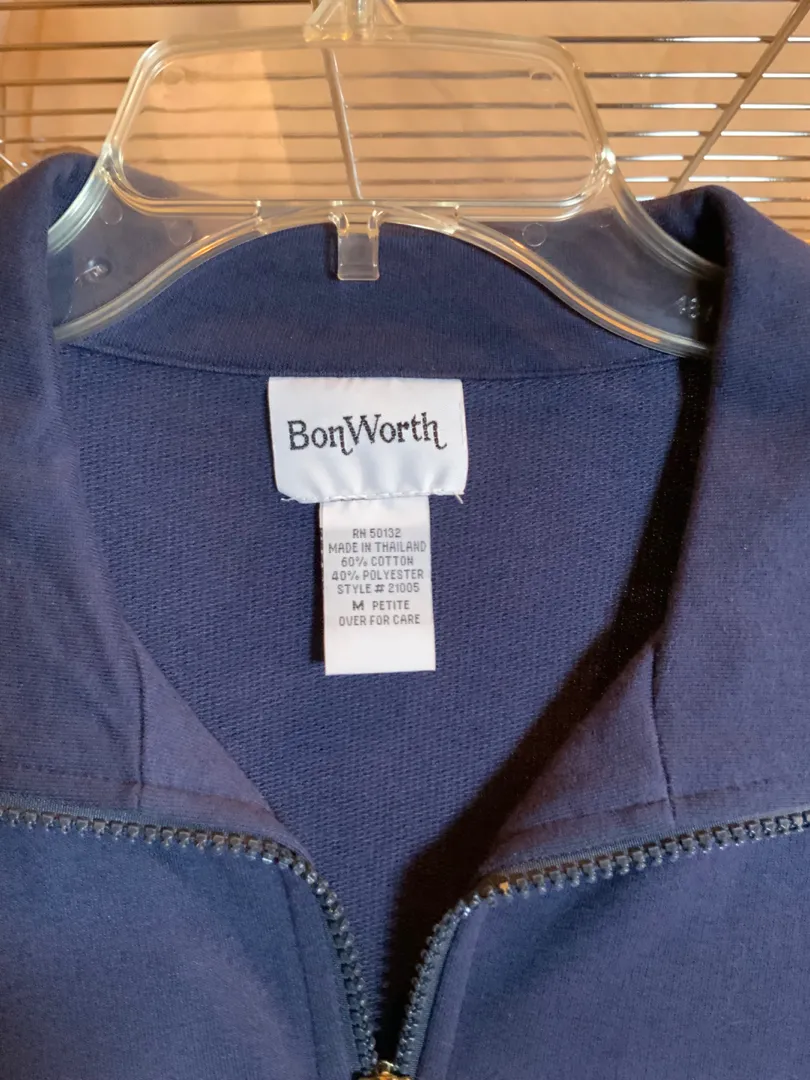 BonWorth
RN 50132
MADE IN THAILAND
60% COTTON
40% POLYESTER
STYLE # 21005
M PETITE
OVER FOR CARE